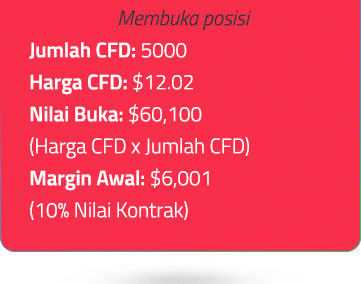 Membuka posisi
Jumlah CFD: 5000
Harga CFD: $12.02
Nilai Buka: $60,100
(Harga CFD x Jumlah CFD)
Margin Awal: $6,001
(10% Nilai Kontrak)